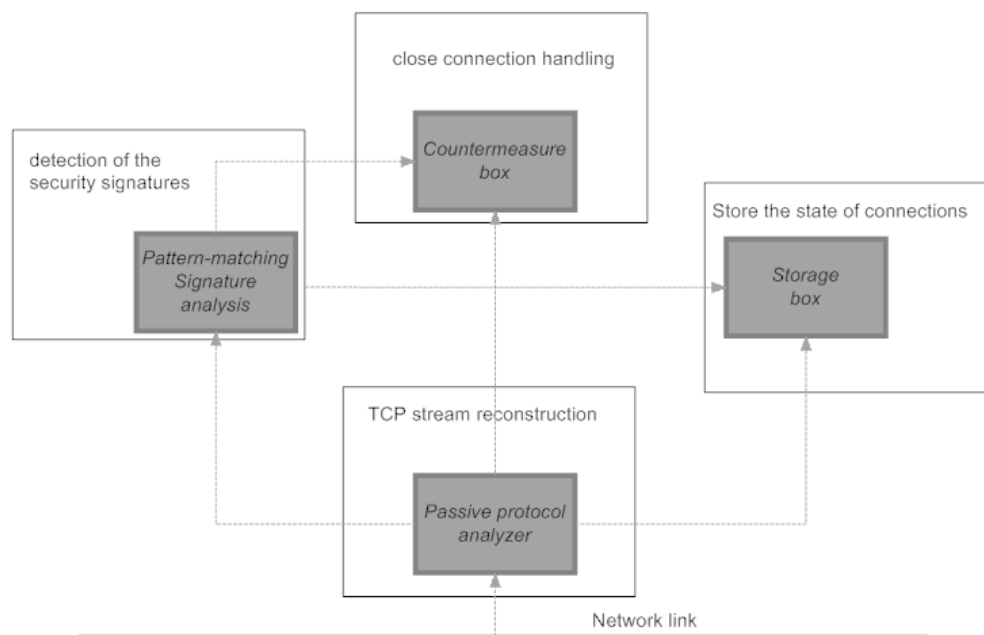 close connection handling
Countermeasure
box
detection of the
security signatures
Pattern-matching
Signature
analysis
Store the state of connections
Storage
box
TCP stream reconstruction
Passive protocol
analyzer
Network link